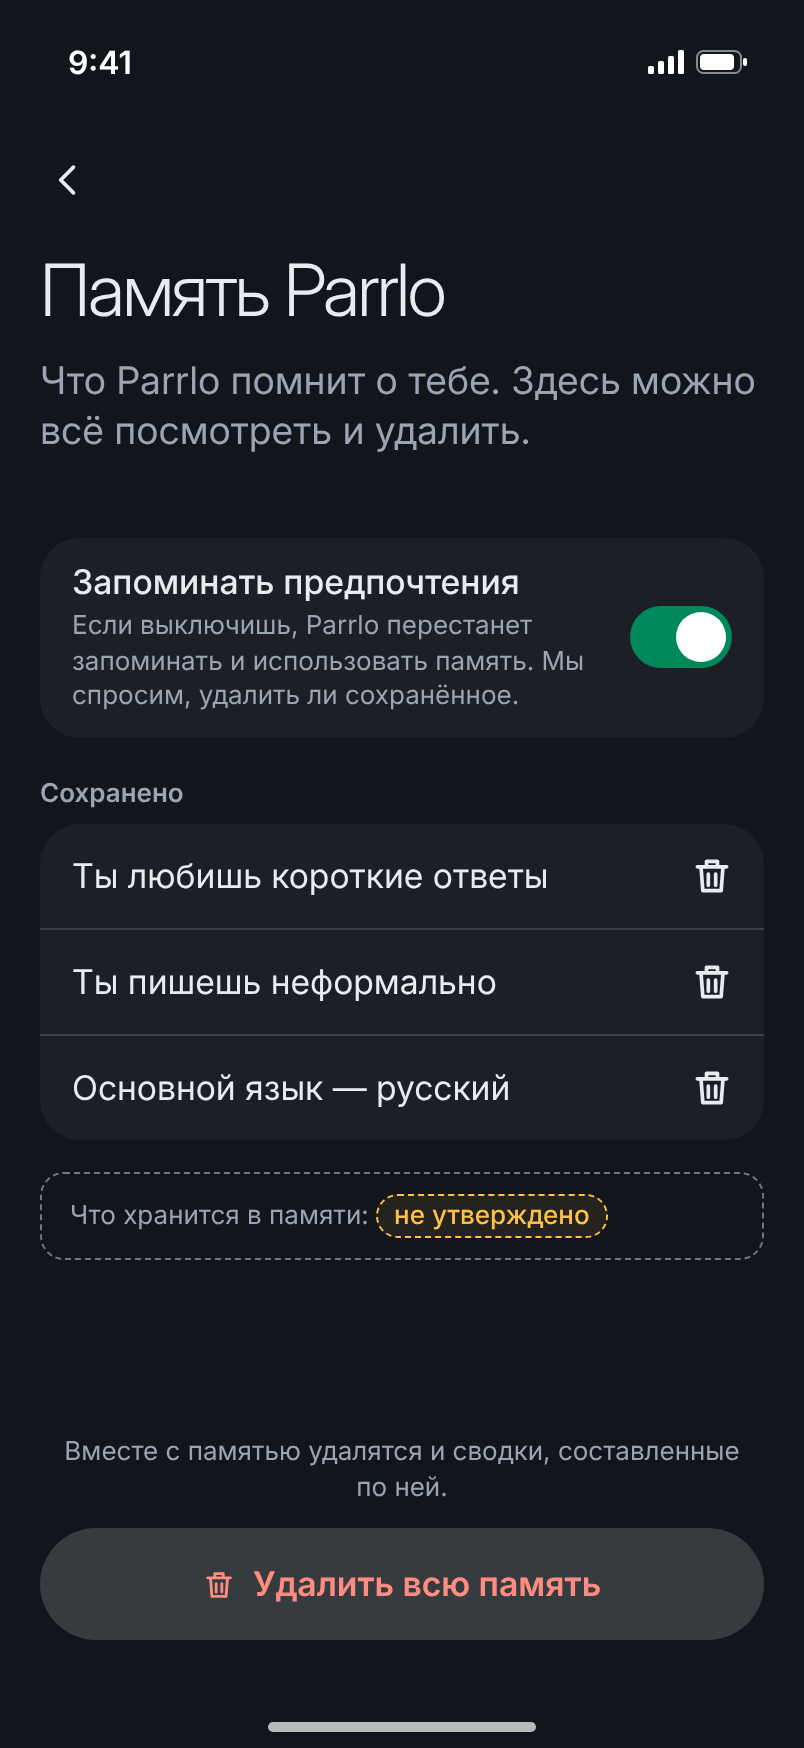 9:41
Память Parrlo
Что Parrlo помнит о тебе. Здесь можно
всё посмотреть и удалить.
Запоминать предпочтения
Если выключишь, Parrlo перестанет
запоминать и использовать память. Мы
спросим, удалить ли сохранённое.
Сохранено
Ты любишь короткие ответы
Ты пишешь неформально
Основной язык — русский
Что хранится в памяти: не утверждено
Вместе с памятью удалятся и сводки, составленные
по ней.
Удалить всю память